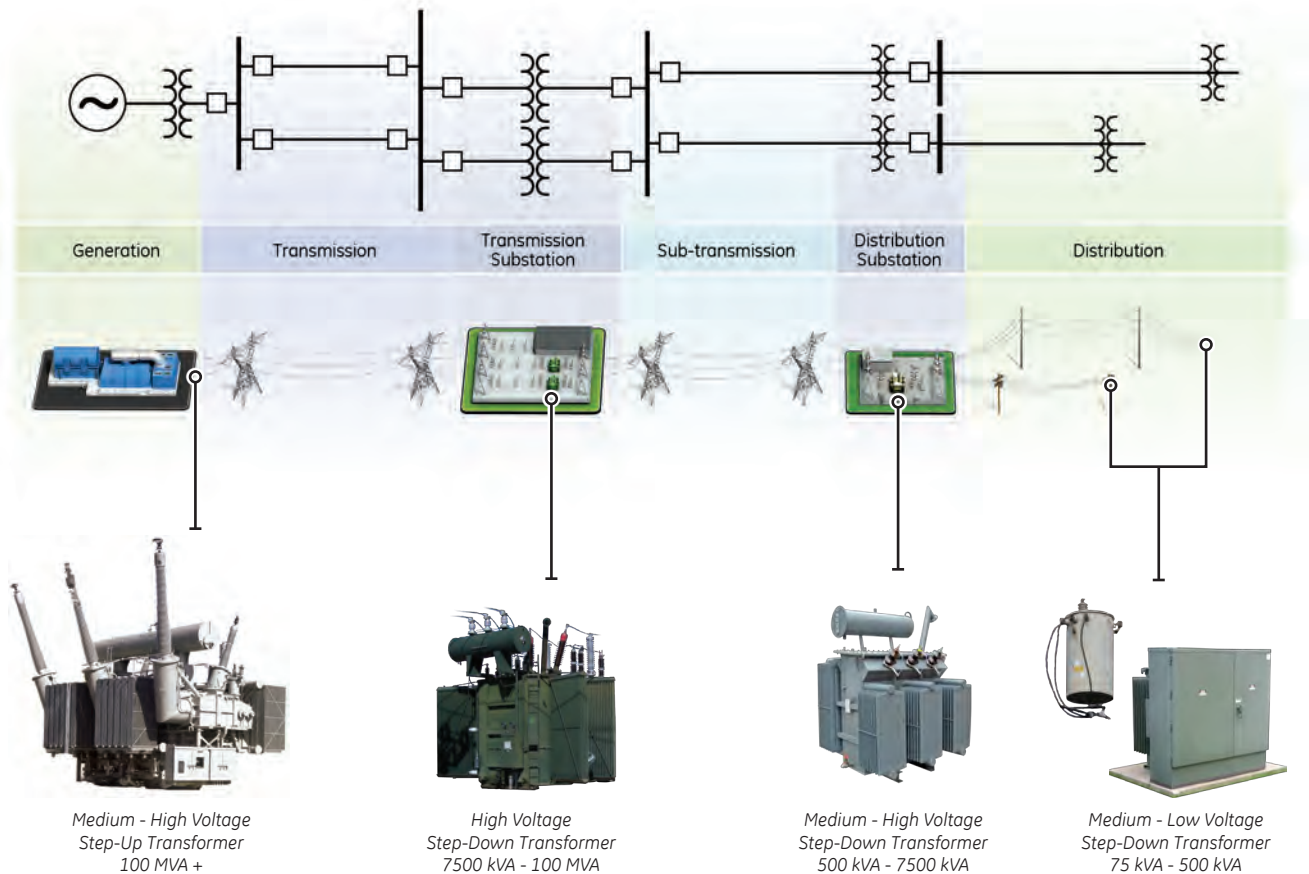 Generation
Transmission
Transmission
Substation
Sub-transmission
Distribution
Substation
Distribution
Medium - High Voltage
Step-Up Transformer
100 MVA +
High Voltage
Step-Down Transformer
7500 kVA - 100 MVA
Medium - High Voltage
Step-Down Transformer
500 kVA - 7500 kVA
Medium - Low Voltage
Step-Down Transformer
75 kVA - 500 kVA